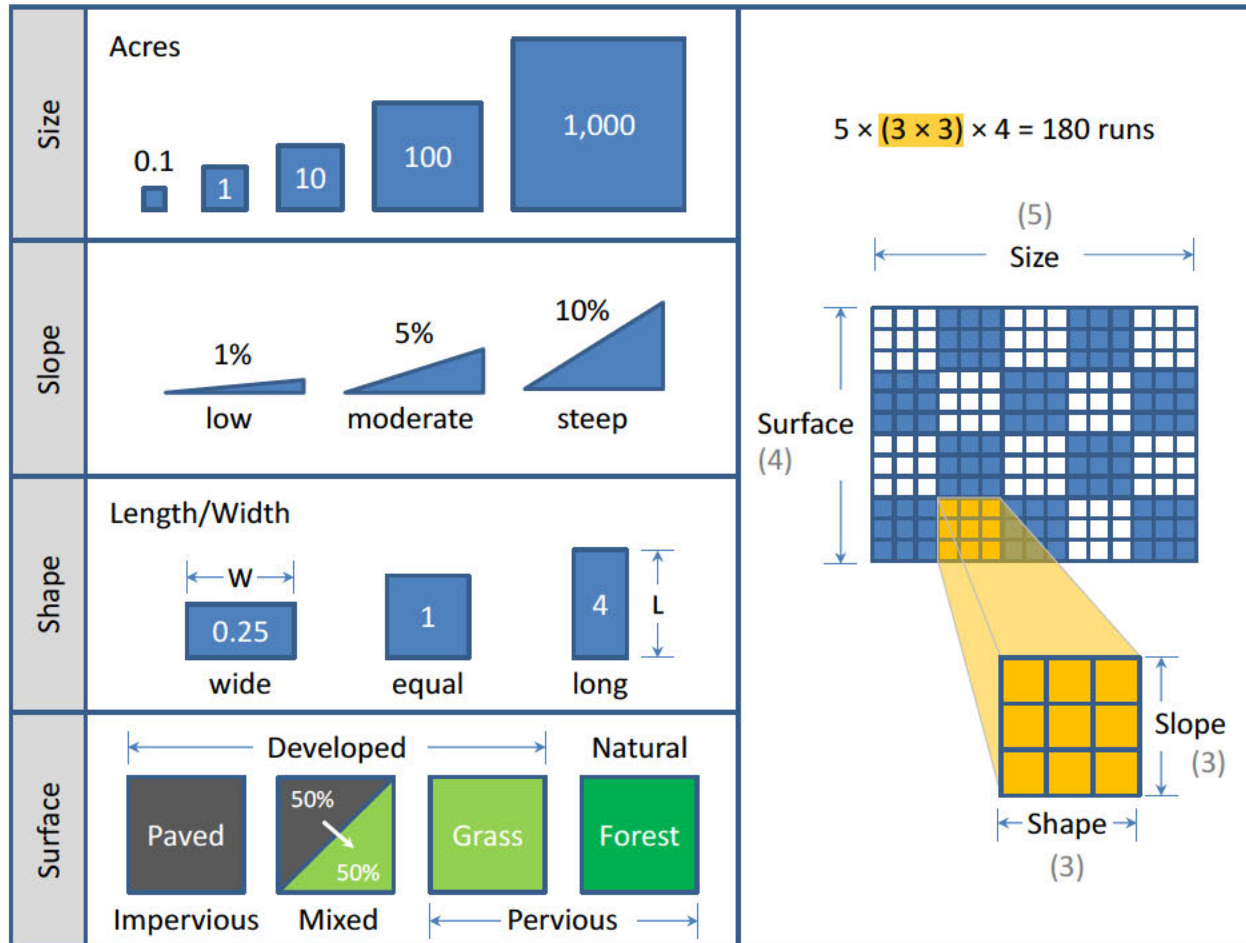 Size
Acres
0.1
1
10
100
1,000
Slope
1%
5%
10%
low
moderate
steep
Shape
Length/Width
W
0.25
1
4
L
wide
equal
long
Surface
Developed
Natural
Paved
50%
50%
Grass
Forest
Impervious
Mixed
Pervious
5 × (3 × 3) × 4 = 180 runs
(5)
Size
Surface
(4)
Slope
(3)
Shape
(3)